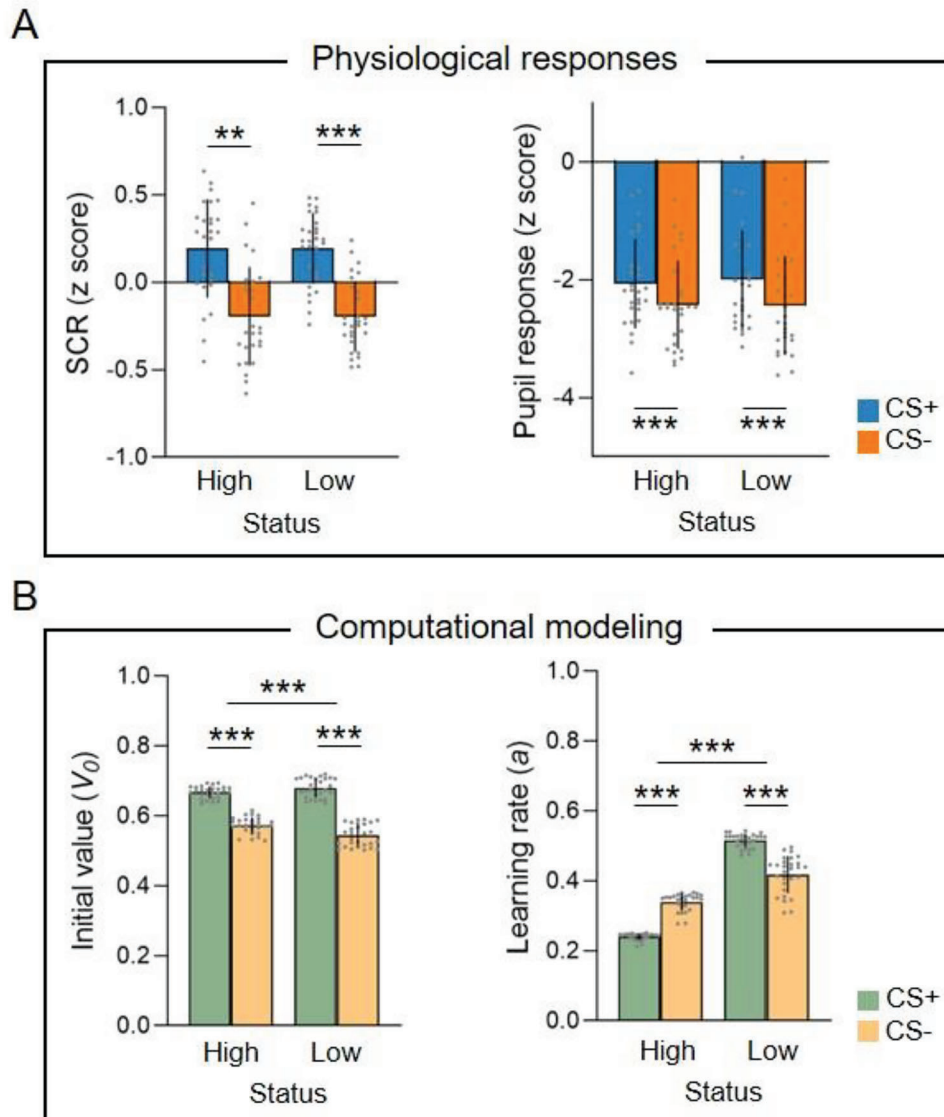 A
Physiological responses
SCR (z score)
1.0
0.5
0.0
-0.5
-1.0
** ***
High Low
Status
Pupil response (z score)
0
-2
-4
*** ***
High Low
Status
CS+
CS-
B
Computational modeling
Initial value (V0)
1.0
0.8
0.6
0.4
0.2
0.0
***
*** ***
High Low
Status
Learning rate (a)
1.0
0.8
0.6
0.4
0.2
0.0
***
*** ***
High Low
Status
CS+
CS-